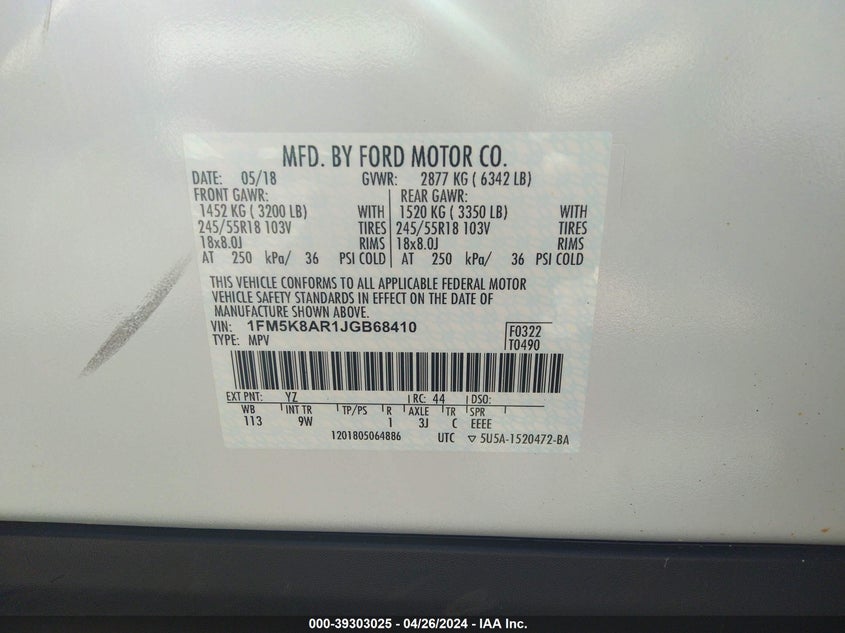 MFD. BY FORD MOTOR CO.
DATE: 05/18 GVWR: 2877 KG ( 6342 LB)
FRONT GAWR: REAR GAWR:
1452 KG ( 3200 LB) WITH 1520 KG ( 3350 LB) WITH
245/55R18 103V TIRES 245/55R18 103V TIRES
18x8.0J RIMS 18x8.0J RIMS
AT 250 kPa/ 36 PSI COLD AT 250 kPa/ 36 PSI COLD
THIS VEHICLE CONFORMS TO ALL APPLICABLE FEDERAL MOTOR
VEHICLE SAFETY STANDARDS IN EFFECT ON THE DATE OF
MANUFACTURE SHOWN ABOVE.
VIN: 1FM5K8AR1JGB68410 F0322
TYPE: MPV T0490
EXT PNT: YZ RC: 44 DSO:
WB INT TR TP/PS R AXLE TR SPR
113 9W 1 3J C EEEE
1201805064886 UTC ▽ 5U5A-1520472-BA
000-39303025 - 04/26/2024 - IAA Inc.